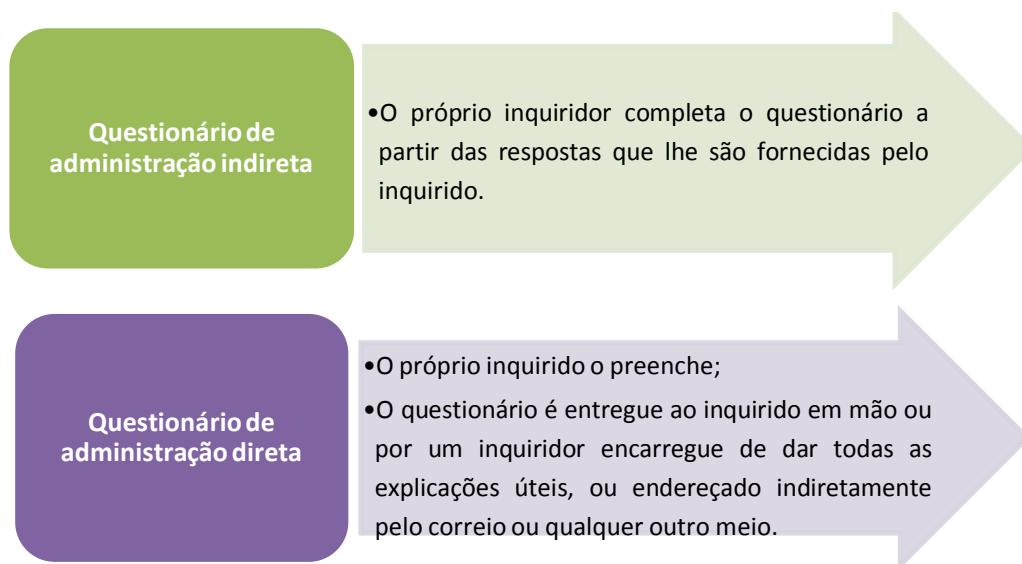 Questionário de
administração indireta
•O próprio inquiridor completa o questionário a
partir das respostas que lhe são fornecidas pelo
inquirido.
Questionário de
administração direta
•O próprio inquirido o preenche;
•O questionário é entregue ao inquirido em mão ou
por um inquiridor encarregue de dar todas as
explicações úteis, ou endereçado indiretamente
pelo correio ou qualquer outro meio.